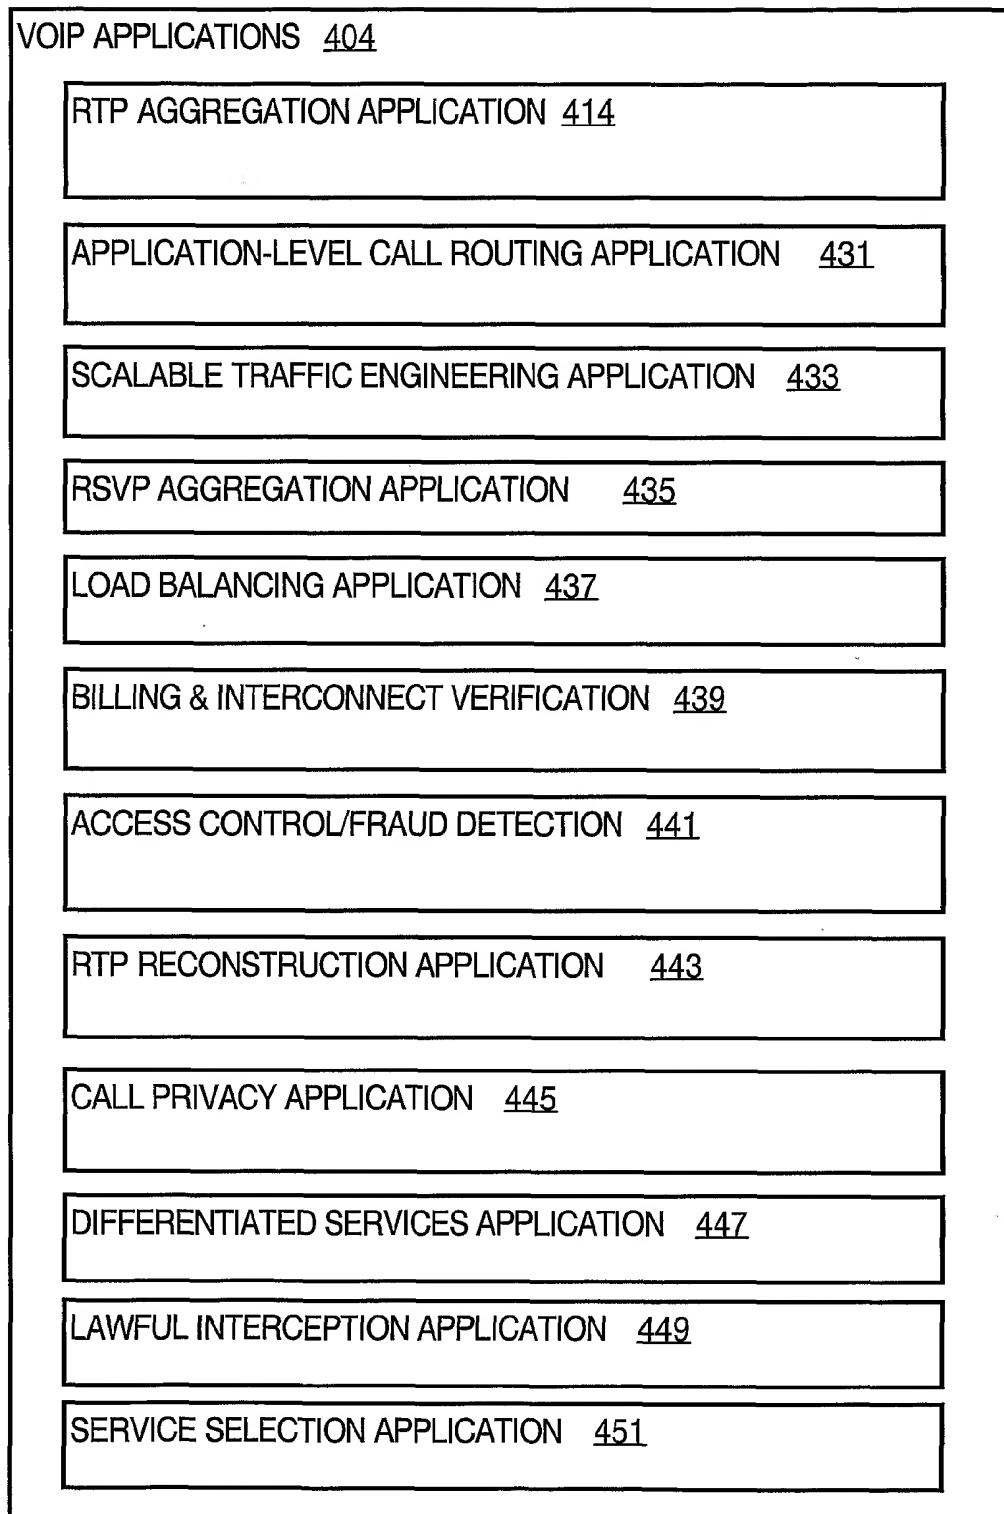 VOIP APPLICATIONS 404
RTP AGGREGATION APPLICATION 414
APPLICATION-LEVEL CALL ROUTING APPLICATION 431
SCALABLE TRAFFIC ENGINEERING APPLICATION 433
RSVP AGGREGATION APPLICATION 435
LOAD BALANCING APPLICATION 437
BILLING & INTERCONNECT VERIFICATION 439
ACCESS CONTROL/FRAUD DETECTION 441
RTP RECONSTRUCTION APPLICATION 443
CALL PRIVACY APPLICATION 445
DIFFERENTIATED SERVICES APPLICATION 447
LAWFUL INTERCEPTION APPLICATION 449
SERVICE SELECTION APPLICATION 451